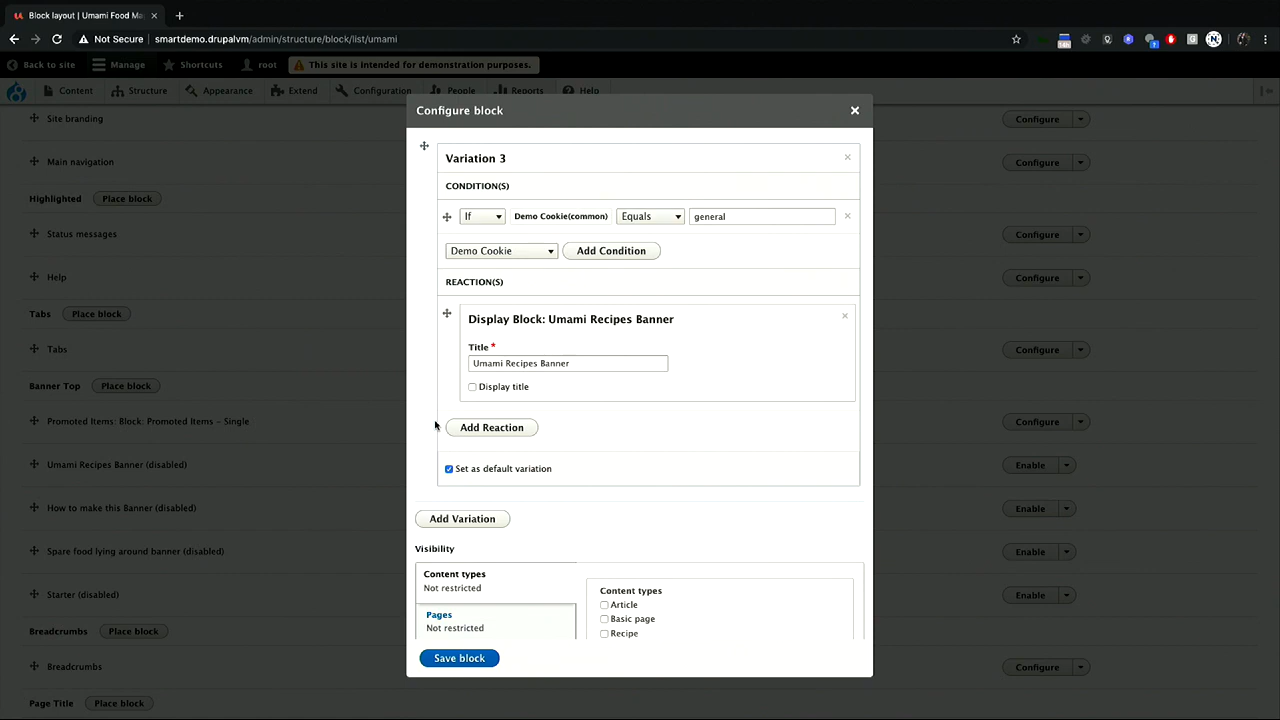 Block layout | Umami Food Ma
Not Secure
smartdemo.drupalvm/admin/structure/block/list/umami
Back to site
Manage
Shortcuts
root
This site is intended for demonstration purposes.
Content
Structure
Appearance
Extend
Configuration
People
Reports
Help
Configure block
Site branding
Configure
Main navigation
Configure
Highlighted
Place block
Status messages
Configure
Help
Configure
Tabs
Place block
Tabs
Configure
Banner Top
Place block
Promoted Items: Block: Promoted Items - Single
Configure
Umami Recipes Banner (disabled)
Enable
How to make this Banner (disabled)
Enable
Spare food lying around banner (disabled)
Enable
Starter (disabled)
Enable
Breadcrumbs
Place block
Breadcrumbs
Configure
Page Title
Place block
Variation 3
CONDITION(S)
If
Demo Cookie(common)
Equals
general
Demo Cookie
Add Condition
REACTION(S)
Display Block: Umami Recipes Banner
Title *
Umami Recipes Banner
Display title
Add Reaction
Set as default variation
Add Variation
Visibility
Content types
Not restricted
Pages
Not restricted
Content types
Article
Basic page
Recipe
Save block